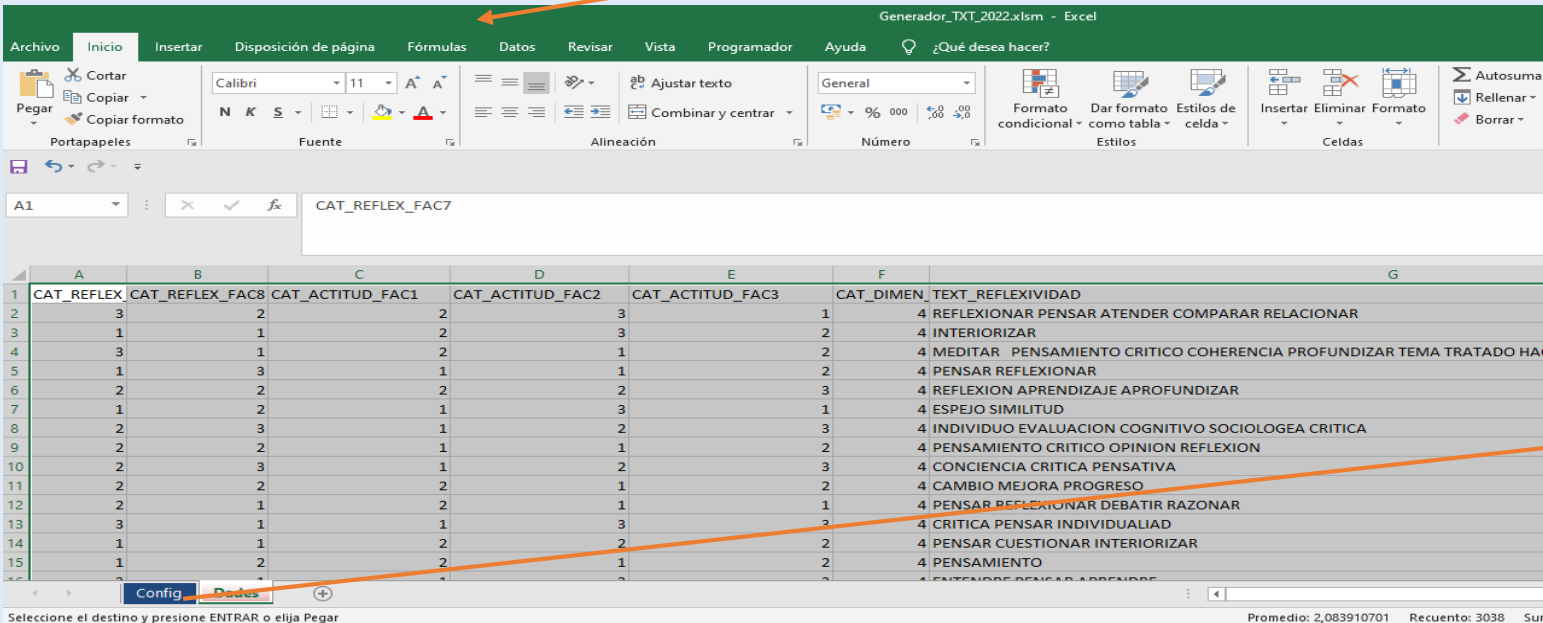 Generador_TXT_2022.xlsm - Excel
Archivo Inicio Insertar Disposición de página Fórmulas Datos Revisar Vista Programador Ayuda ¿Qué desea hacer?
Cortar
Copiar
Copiar formato
Pegar
Portapapeles
Calibri 11 A A
N K S A
Fuente
Ajustar texto
Combinar y centrar
Alineación
General
% 000
Número
Formato condicional
Dar formato como tabla
Estilos de celda
Estilos
Insertar Eliminar Formato
Celdas
Autosuma
Rellenar
Borrar
A1 fx CAT_REFLEX_FAC7
A B C D E F G
1 CAT_REFLEX_ CAT_REFLEX_FAC8 CAT_ACTITUD_FAC1 CAT_ACTITUD_FAC2 CAT_ACTITUD_FAC3 CAT_DIMEN_ TEXT_REFLEXIVIDAD
2 3 2 2 3 1 4 REFLEXIONAR PENSAR ATENDER COMPARAR RELACIONAR
3 1 1 2 3 2 4 INTERIORIZAR
4 3 1 2 1 2 4 MEDITAR PENSAMIENTO CRITICO COHERENCIA PROFUNDIZAR TEMA TRATADO
5 1 3 1 1 2 4 PENSAR REFLEXIONAR
6 2 2 2 2 3 4 REFLEXION APRENDIZAJE APROFUNDIZAR
7 1 2 1 3 1 4 ESPEJO SIMILITUD
8 2 3 1 2 3 4 INDIVIDUO EVALUACION COGNITIVO SOCIOLOGEA CRITICA
9 2 2 1 1 2 4 PENSAMIENTO CRITICO OPINION REFLEXION
10 2 3 1 2 3 4 CONCIENCIA CRITICA PENSATIVA
11 2 2 2 1 2 4 CAMBIO MEJORA PROGRESO
12 2 1 2 1 1 4 PENSAR REFLEXIONAR DEBATIR RAZONAR
13 3 1 1 3 3 4 CRITICA PENSAR INDIVIDUALIAD
14 1 1 2 2 2 4 PENSAR CUESTIONAR INTERIORIZAR
15 1 2 2 1 2 4 PENSAMIENTO
Config Dades
Seleccione el destino y presione ENTRAR o elija Pegar Promedio: 2,083910701 Recuento: 3038